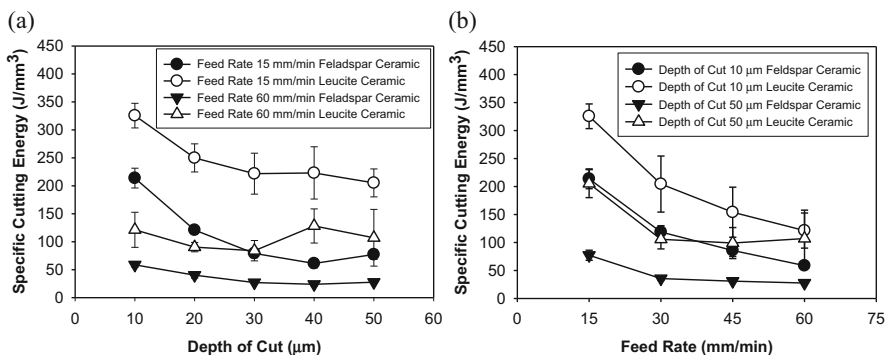 (a)
Specific Cutting Energy (J/mm³)
450
400
350
300
250
200
150
100
50
0
Feed Rate 15 mm/min Feladspar Ceramic
Feed Rate 15 mm/min Leucite Ceramic
Feed Rate 60 mm/min Feladspar Ceramic
Feed Rate 60 mm/min Leucite Ceramic
0 10 20 30 40 50 60
Depth of Cut (μm)
(b)
Specific Cutting Energy (J/mm³)
450
400
350
300
250
200
150
100
50
0
Depth of Cut 10 μm Feldspar Ceramic
Depth of Cut 10 μm Leucite Ceramic
Depth of Cut 50 μm Feldspar Ceramic
Depth of Cut 50 μm Leucite Ceramic
0 15 30 45 60 75
Feed Rate (mm/min)